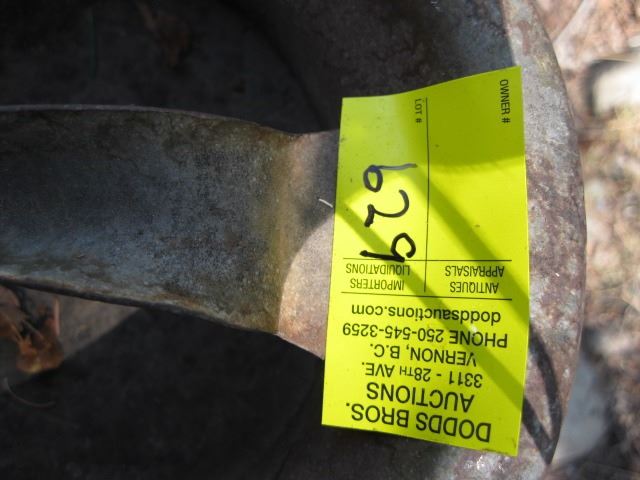 DODDS BROS.
AUCTIONS
3311 - 28TH AVE.
VERNON, B.C.
PHONE 250-545-3259
doddsauctions.com
ANTIQUES
APPRAISALS
IMPORTERS
LIQUIDATIONS
OWNER #
LOT #
629